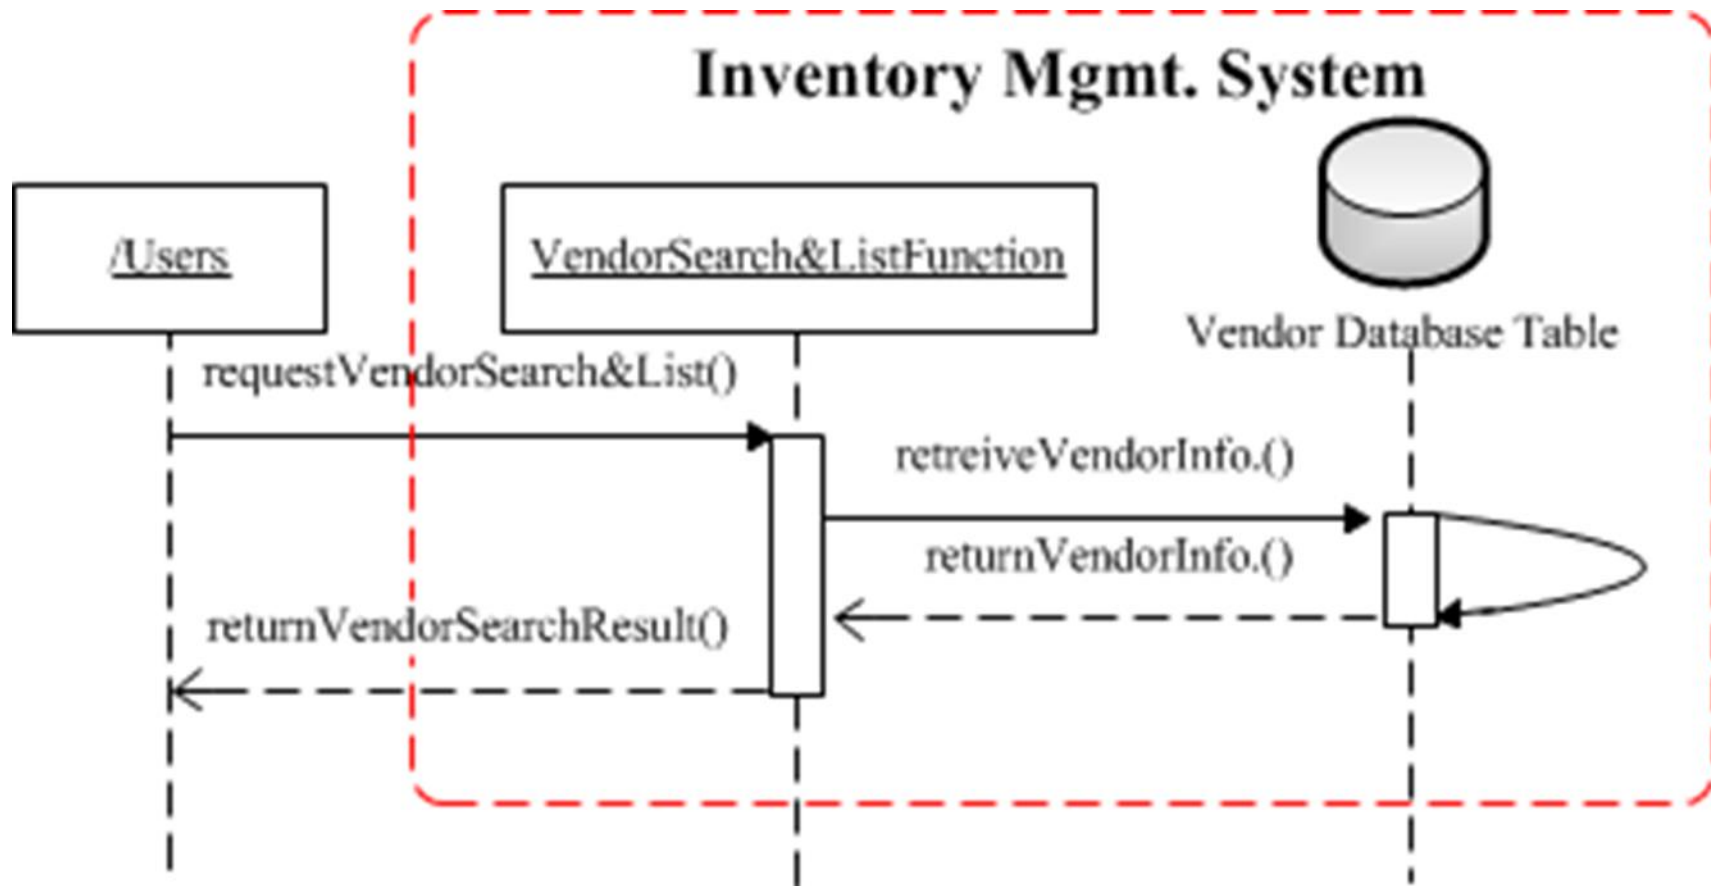 Inventory Mgmt. System
/Users
VendorSearch&ListFunction
Vendor Database Table
requestVendorSearch&List()
retreiveVendorInfo.()
returnVendorInfo.()
returnVendorSearchResult()